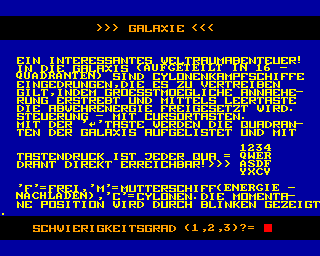 >>> GALAXIE <<<
EIN INTERESSANTES WELTRAUMABENTEUER!
IN DIE GALAXIS (AUFGETEILT IN 16 -
QUADRANTEN) SIND CYLONENKAMPFSCHIFFE
EINGEDRUNGEN,DIE ES ZU VERTREIBEN
GILT,INDEM GROESSTMOEGLICHE ANNAEHE-
RUNG ERSTREBT UND MITTELS LEERTASTE
DIE ABWEHRENERGIE FREIGESETZT WIRD.
STEUERUNG - MIT CURSORTASTEN.
MIT DER "↵"TASTE WERDEN DIE QUADRAN-
TEN DER GALAXIS AUFGELISTET UND MIT
1234
TASTENDRUCK IST JEDER QUA = QWER
DRANT DIREKT ERREICHBAR!>>> ASDF
YXCV
'F'=FREI,'M'=MUTTERSCHIFF(ENERGIE -
NACHLADEN),'C'=CYLONEN.DIE MOMENTA-
NE POSITION WIRD DURCH BLINKEN GEZEIGT
.
SCHWIERIGKEITSGRAD (1,2,3)?=